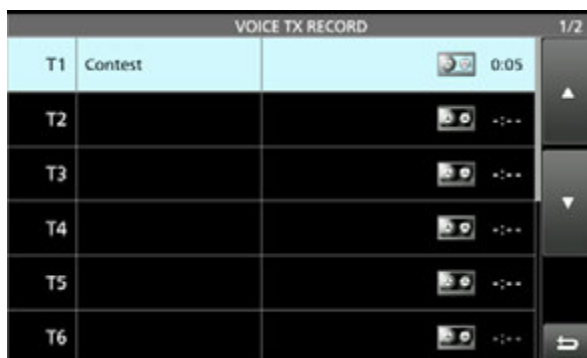 VOICE TX RECORD 1/2
T1 Contest 0:05
T2 -:--
T3 -:--
T4 -:--
T5 -:--
T6 -:--